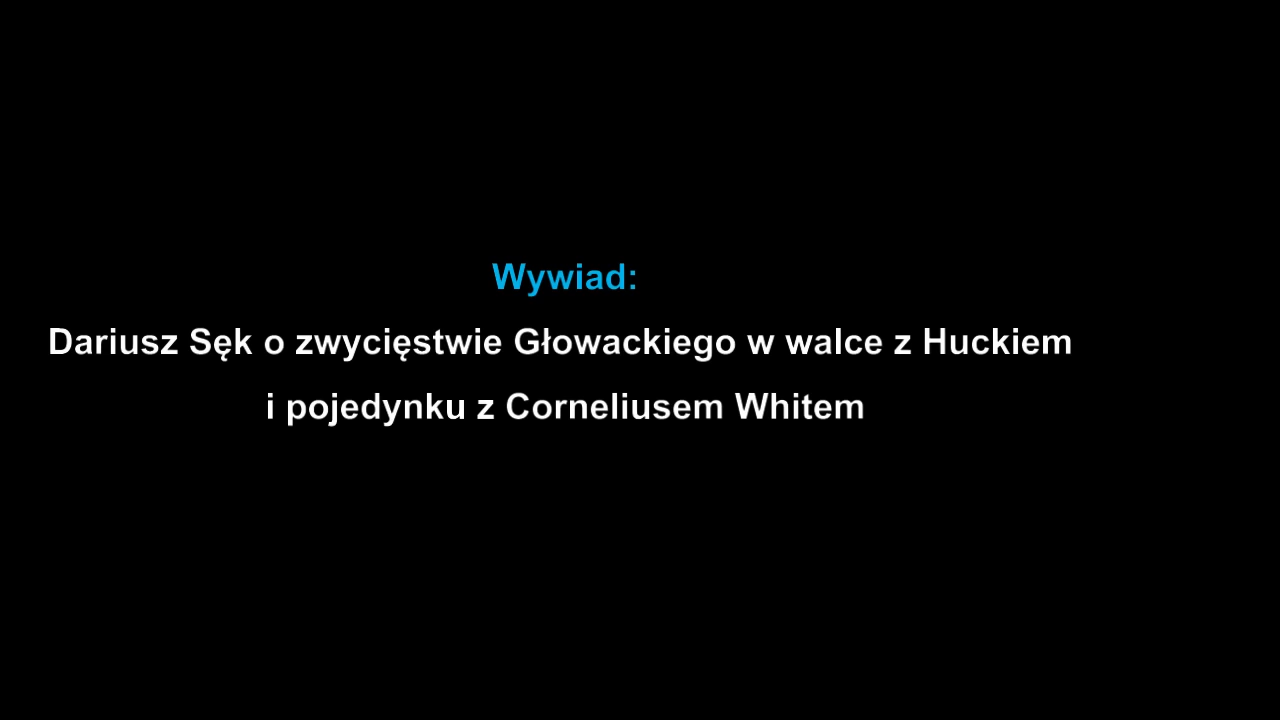 Wywiad:
Dariusz Sęk o zwycięstwie Głowackiego w walce z Huckiem
i pojedynku z Corneliusem Whitem